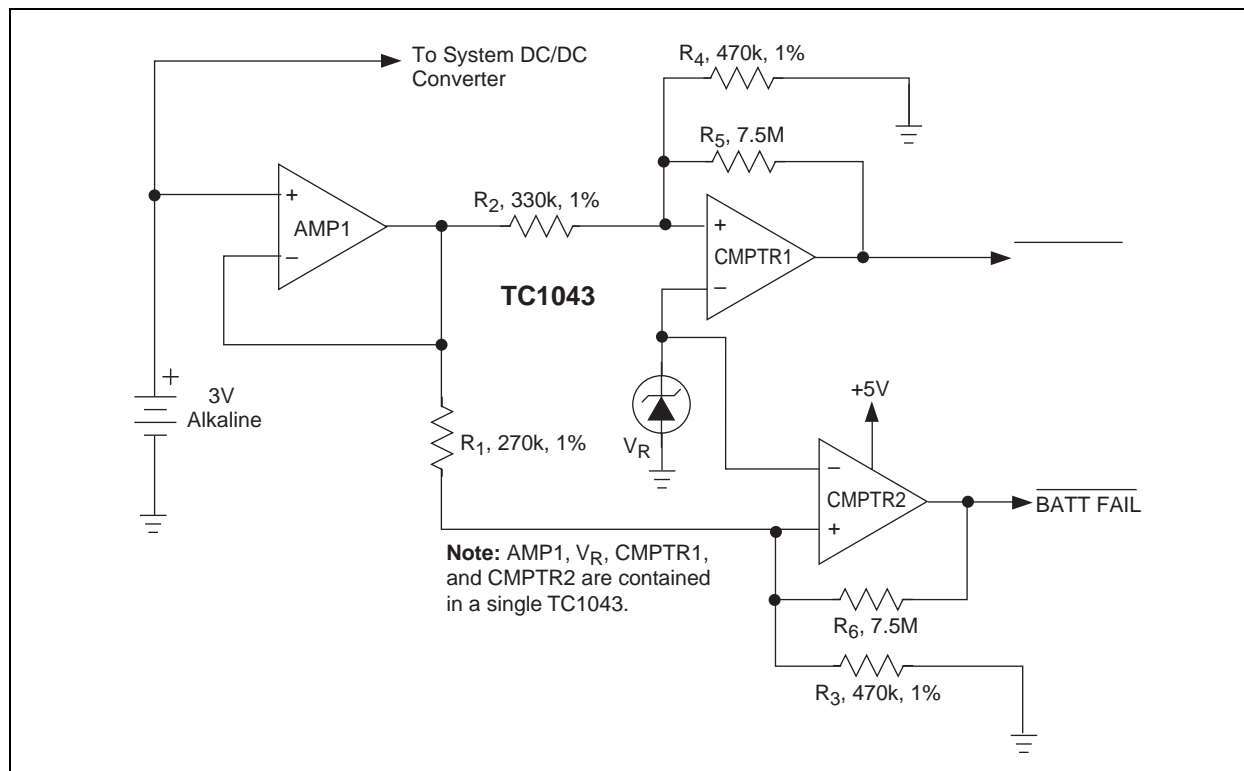 To System DC/DC
Converter
R4, 470k, 1%
R5, 7.5M
+
AMP1
−
R2, 330k, 1%
+
CMPTR1
−
TC1043
+
3V
Alkaline
R1, 270k, 1%
VR
+5V
−
CMPTR2
+
BATT FAIL
Note: AMP1, VR, CMPTR1,
and CMPTR2 are contained
in a single TC1043.
R6, 7.5M
R3, 470k, 1%